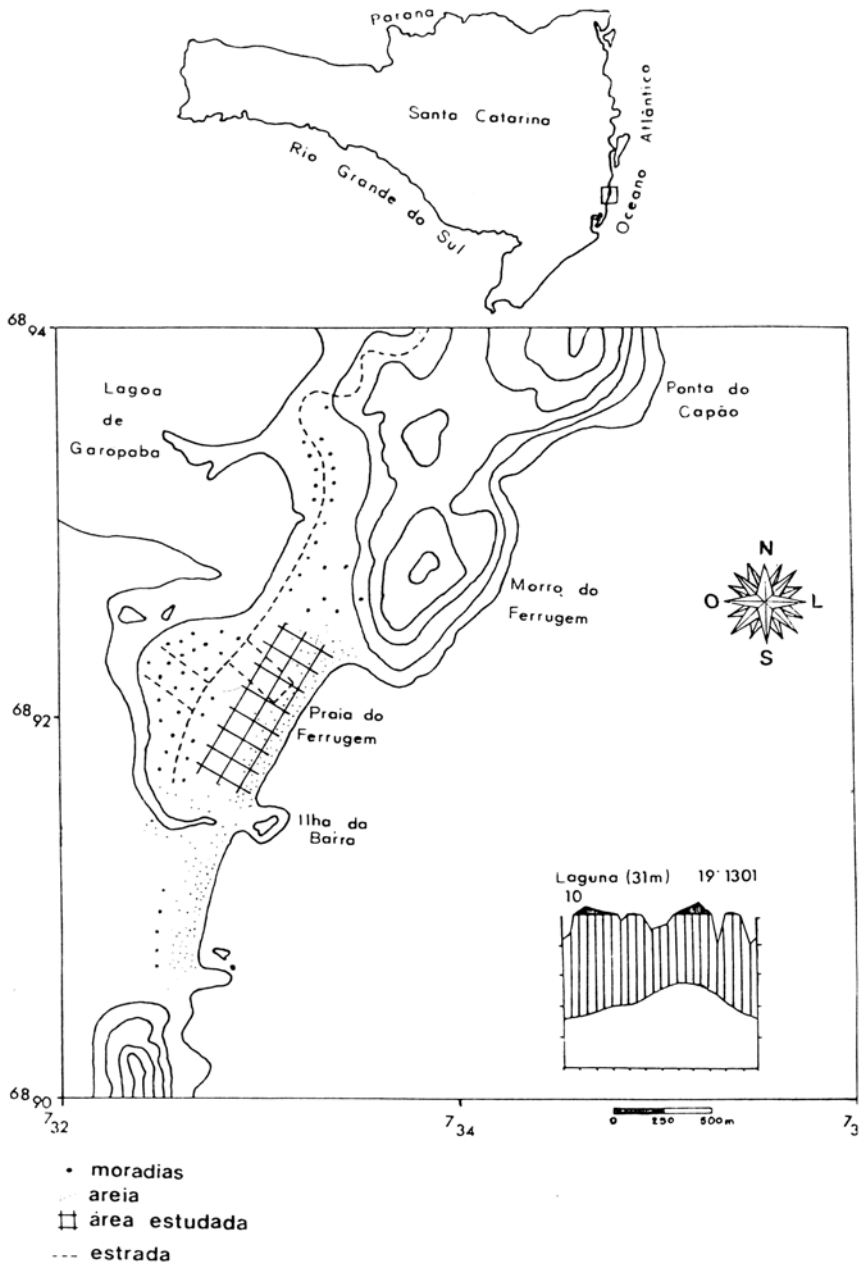 Parana
Santa Catarina
Rio Grande do Sul
Oceano Atlântico
68 94
Lagoa
de
Garopaba
Ponta do
Capão
Morro do
Ferrugem
N
O L
S
68 92
Praia do
Ferrugem
Ilha da
Barra
Laguna (31m) 19° 1301
10
68 90
7 32
7 34
7 3
0 250 500m
moradias
areia
área estudada
estrada